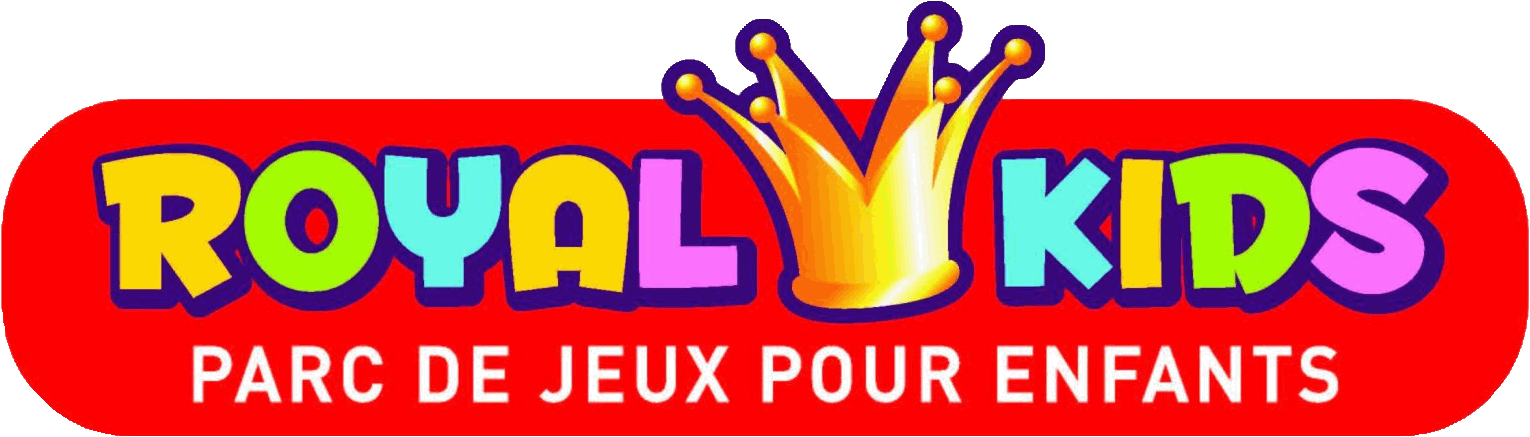 ROYAL KIDS
PARC DE JEUX POUR ENFANTS